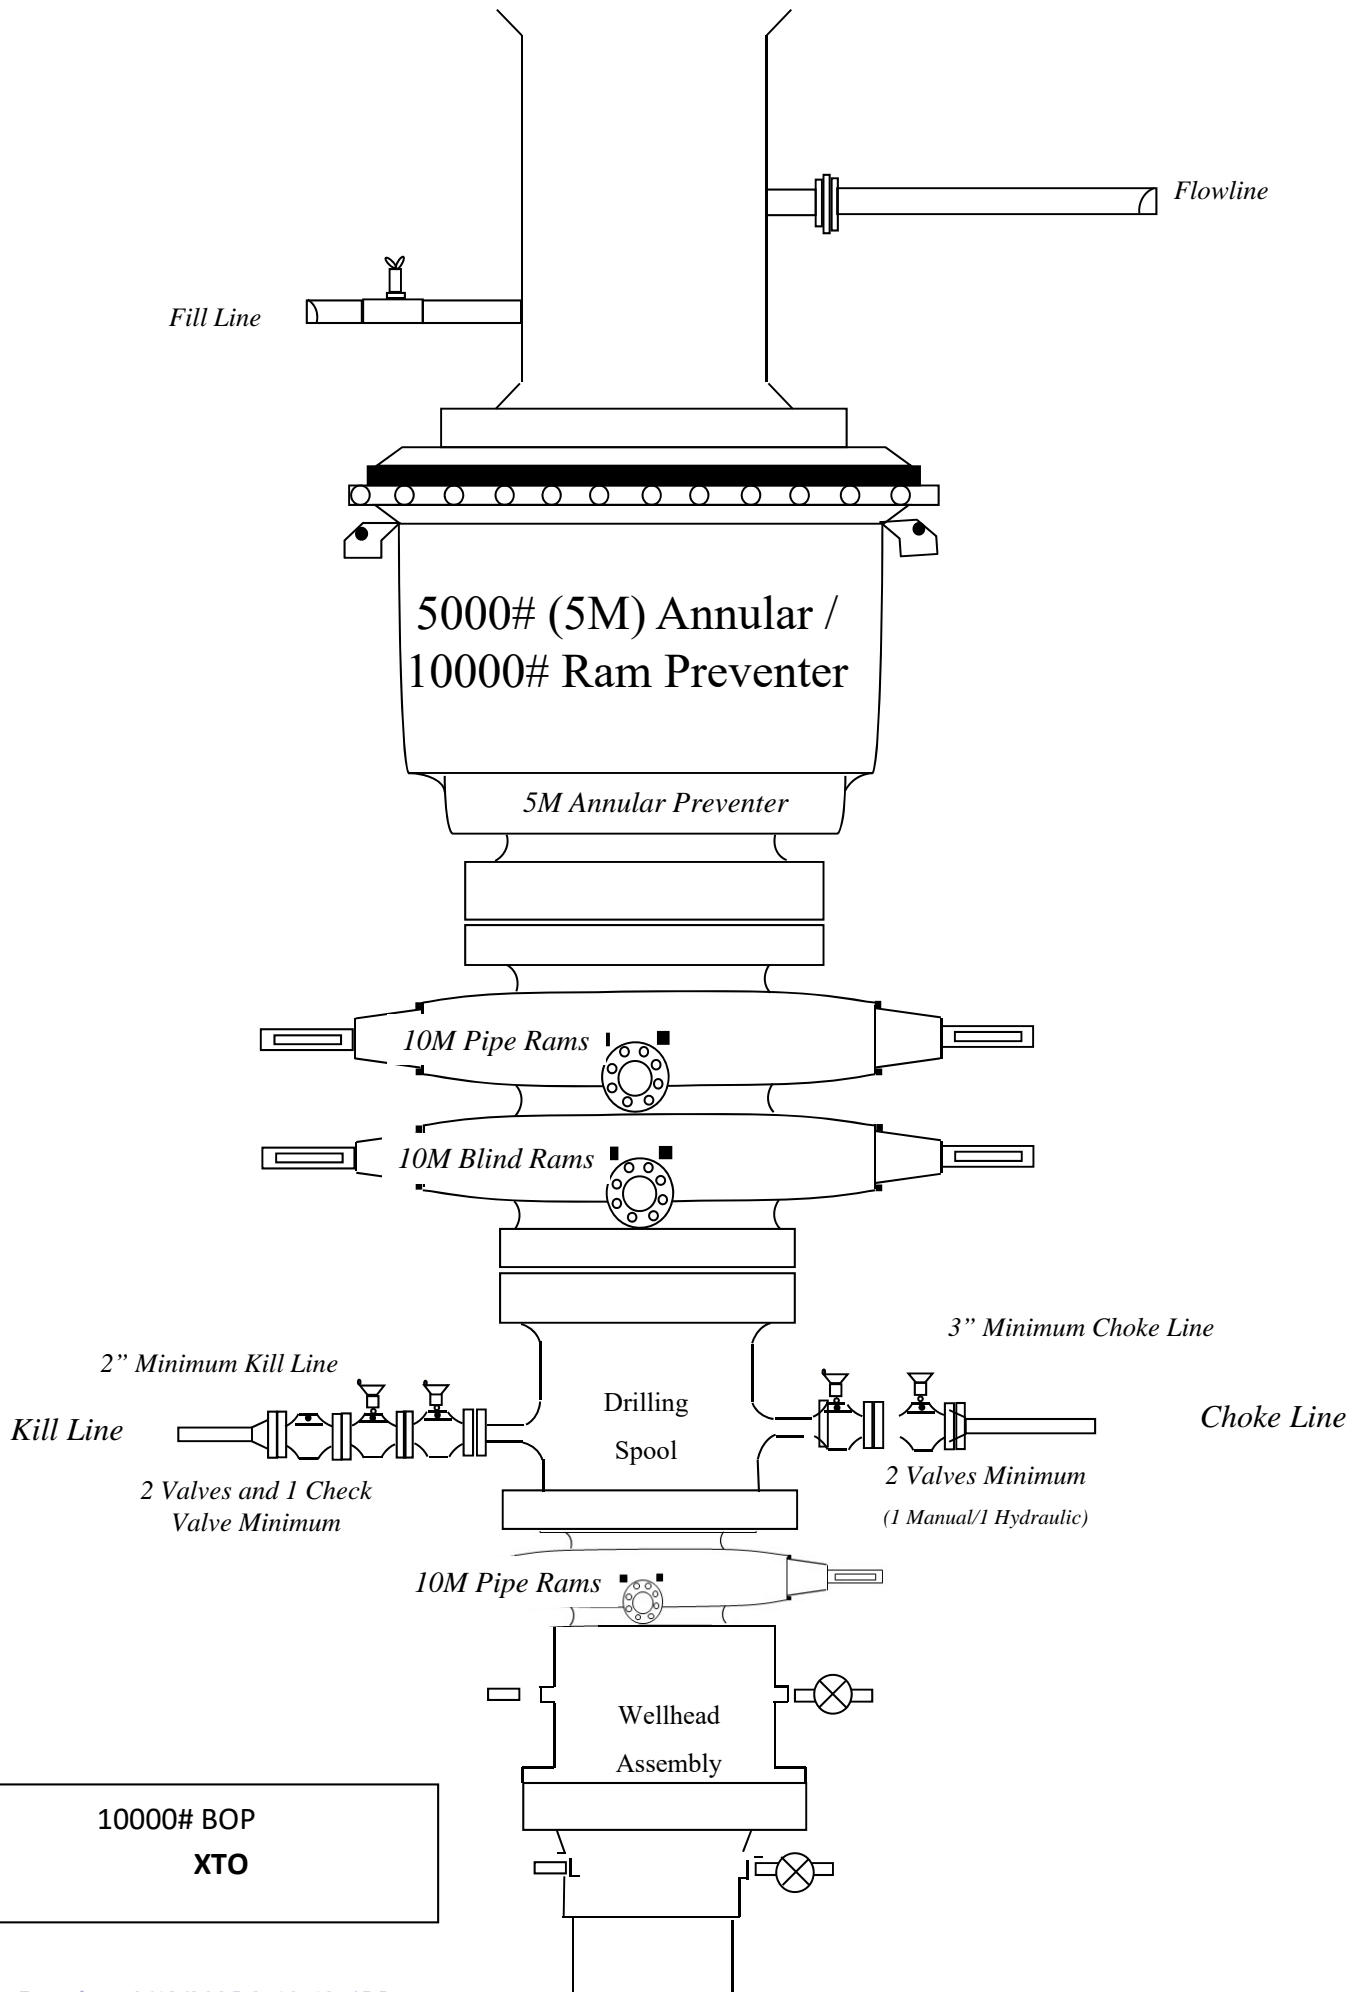 Flowline
Fill Line
5000# (5M) Annular /
10000# Ram Preventer
5M Annular Preventer
10M Pipe Rams
10M Blind Rams
3” Minimum Choke Line
2” Minimum Kill Line
Drilling
Spool
Kill Line
Choke Line
2 Valves and 1 Check
Valve Minimum
2 Valves Minimum
(1 Manual/1 Hydraulic)
10M Pipe Rams
Wellhead
Assembly
10000# BOP
XTO